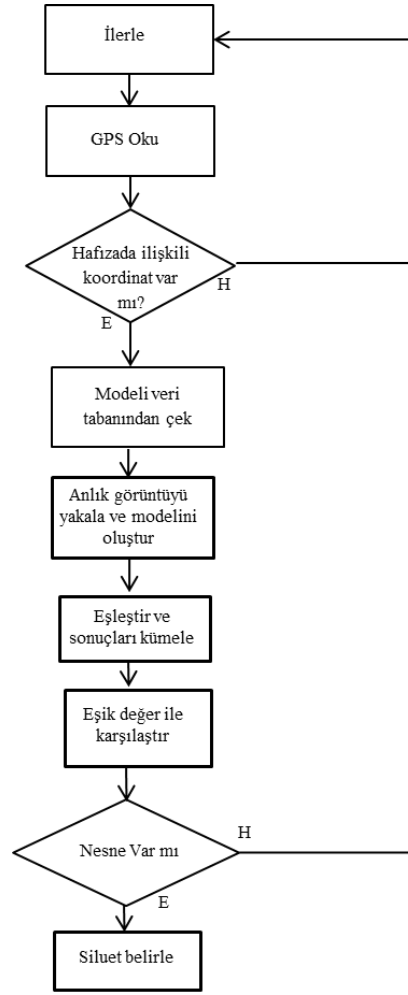 İlerle
GPS Oku
Hafızada ilişkili
koordinat var
mı?
H
E
Modeli veri
tabanından çek
Anlık görüntüyü
yakala ve modelini
oluştur
Eşleştir ve
sonuçları kümele
Eşik değer ile
karşılaştır
H
Nesne Var mı
E
Siluet belirle